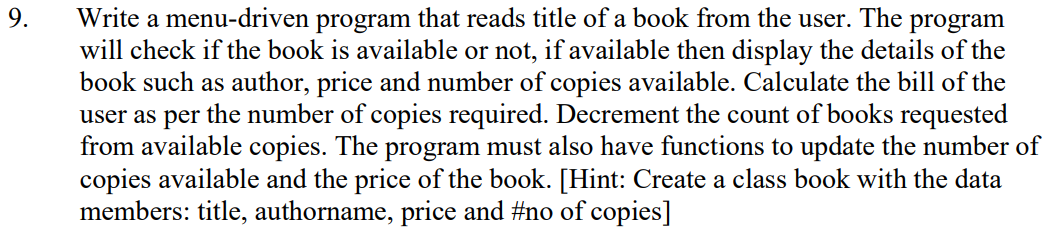 9. Write a menu-driven program that reads title of a book from the user. The program
will check if the book is available or not, if available then display the details of the
book such as author, price and number of copies available. Calculate the bill of the
user as per the number of copies required. Decrement the count of books requested
from available copies. The program must also have functions to update the number of
copies available and the price of the book. [Hint: Create a class book with the data
members: title, authorname, price and #no of copies]